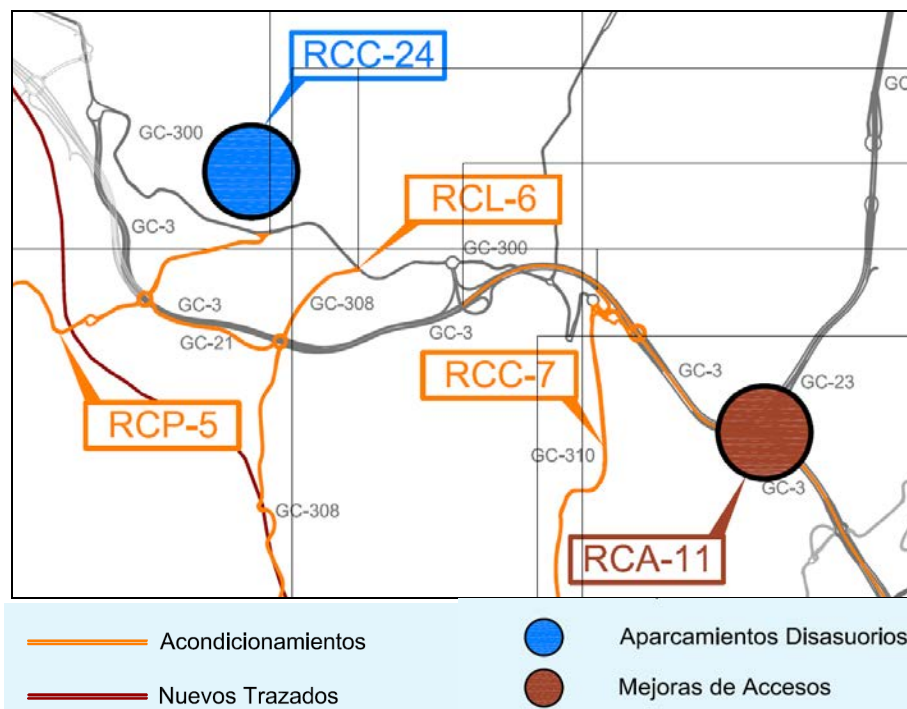 RCC-24
GC
GC-300
RCL-6
GC-3
GC-300
GC-3
GC-308
GC-3
GC-21
RCC-7
GC-3
GC-23
RCP-5
GC-310
GC-3
GC-308
RCA-11
Acondicionamientos
Aparcamientos Disasuorios
Nuevos Trazados
Mejoras de Accesos